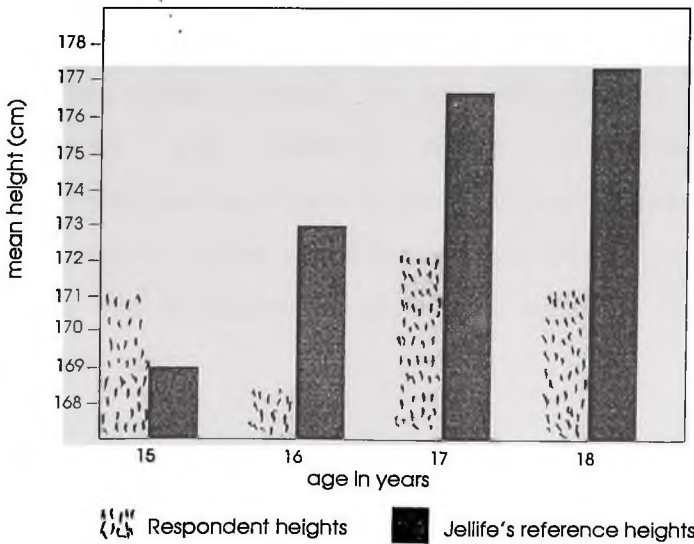 178
177
176
175
174
173
172
171
170
169
168
mean height (cm)
15 16 17 18
age in years
Respondent heights Jellife's reference heights